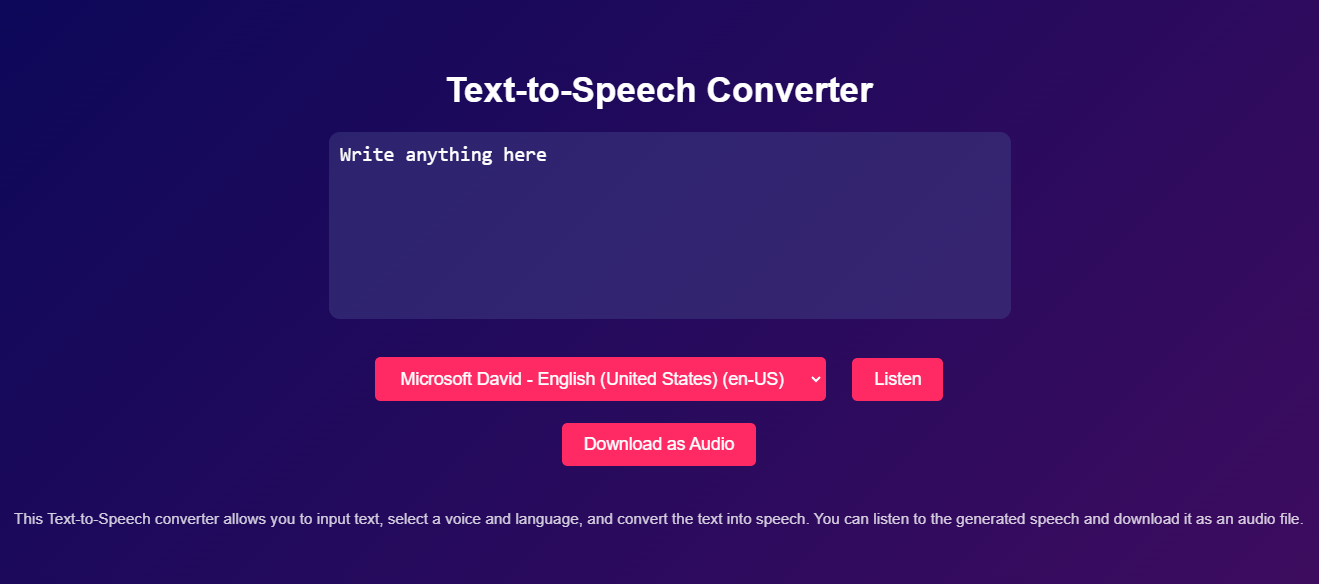 Text-to-Speech Converter
Write anything here
Microsoft David - English (United States) (en-US)
Listen
Download as Audio
This Text-to-Speech converter allows you to input text, select a voice and language, and convert the text into speech. You can listen to the generated speech and download it as an audio file.